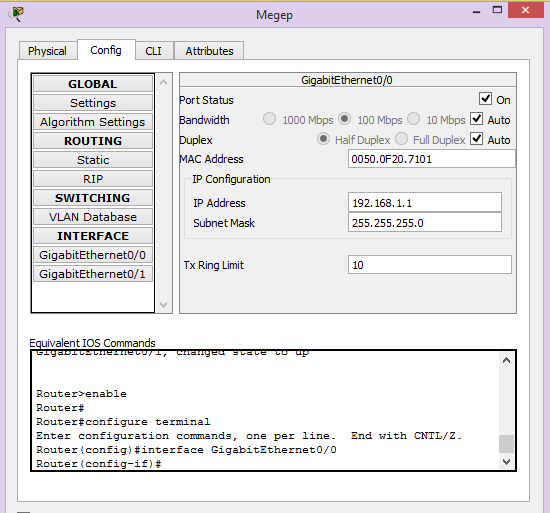 Megep
Physical Config CLI Attributes
GLOBAL
Settings
Algorithm Settings
ROUTING
Static
RIP
SWITCHING
VLAN Database
INTERFACE
GigabitEthernet0/0
GigabitEthernet0/1
GigabitEthernet0/0
Port Status On
Bandwidth 1000 Mbps 100 Mbps 10 Mbps Auto
Duplex Half Duplex Full Duplex Auto
MAC Address 0050.0F20.7101
IP Configuration
IP Address 192.168.1.1
Subnet Mask 255.255.255.0
Tx Ring Limit 10
Equivalent IOS Commands
GigabitEthernet0/1, changed state to up
Router>enable
Router#
Router#configure terminal
Enter configuration commands, one per line. End with CNTL/Z.
Router(config)#interface GigabitEthernet0/0
Router(config-if)#